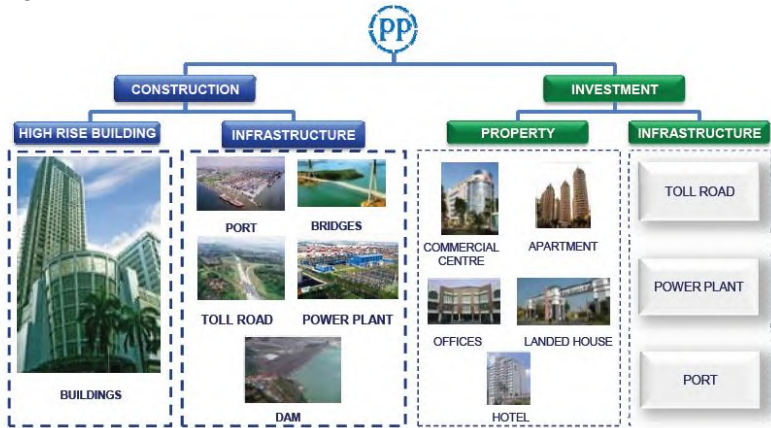 pp
CONSTRUCTION
INVESTMENT
HIGH RISE BUILDING
INFRASTRUCTURE
PROPERTY
INFRASTRUCTURE
PORT
BRIDGES
TOLL ROAD
POWER PLANT
DAM
BUILDINGS
COMMERCIAL
CENTRE
APARTMENT
OFFICES
LANDED HOUSE
HOTEL
TOLL ROAD
POWER PLANT
PORT